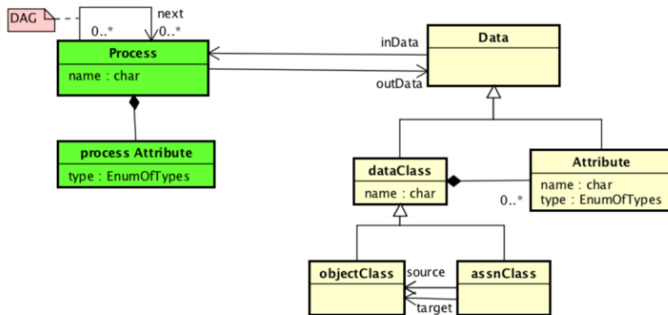 DAG
next
0..*
0..*
Process
name : char
inData
outData
Data
process Attribute
type : EnumOfTypes
dataClass
name : char
0..*
Attribute
name : char
type : EnumOfTypes
objectClass
source
target
assnClass